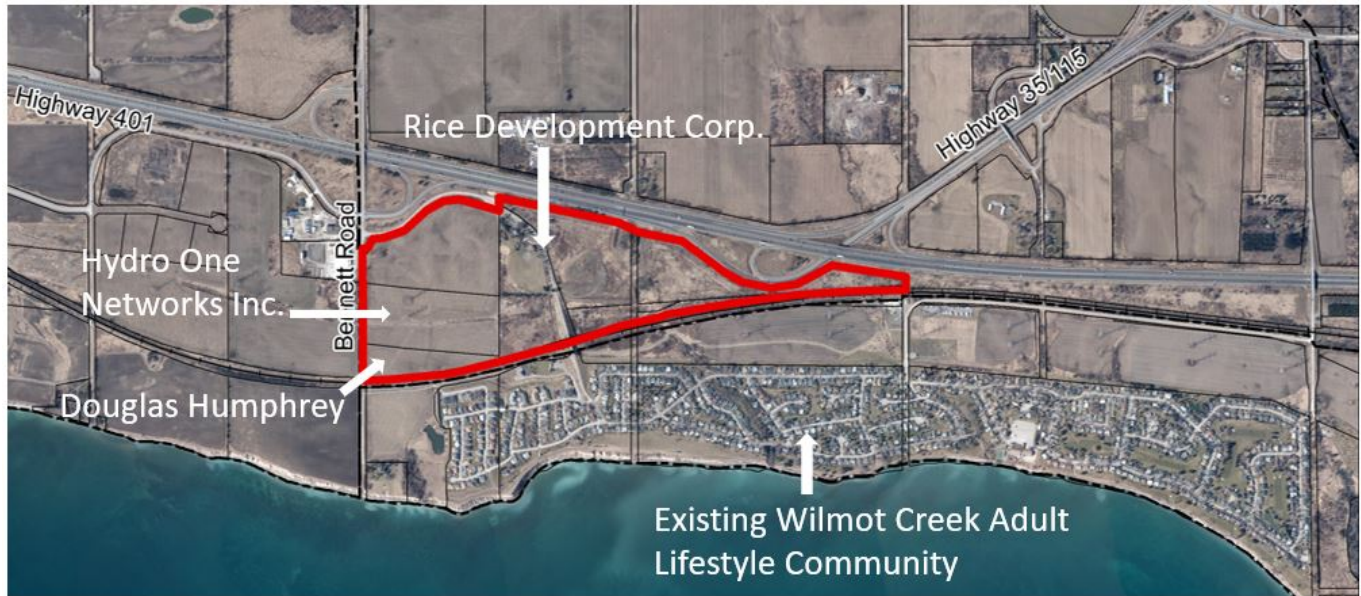 Highway 401
Rice Development Corp.
Highway 35/115
Bennett Road
Hydro One
Networks Inc.
Douglas Humphrey
Existing Wilmot Creek Adult
Lifestyle Community